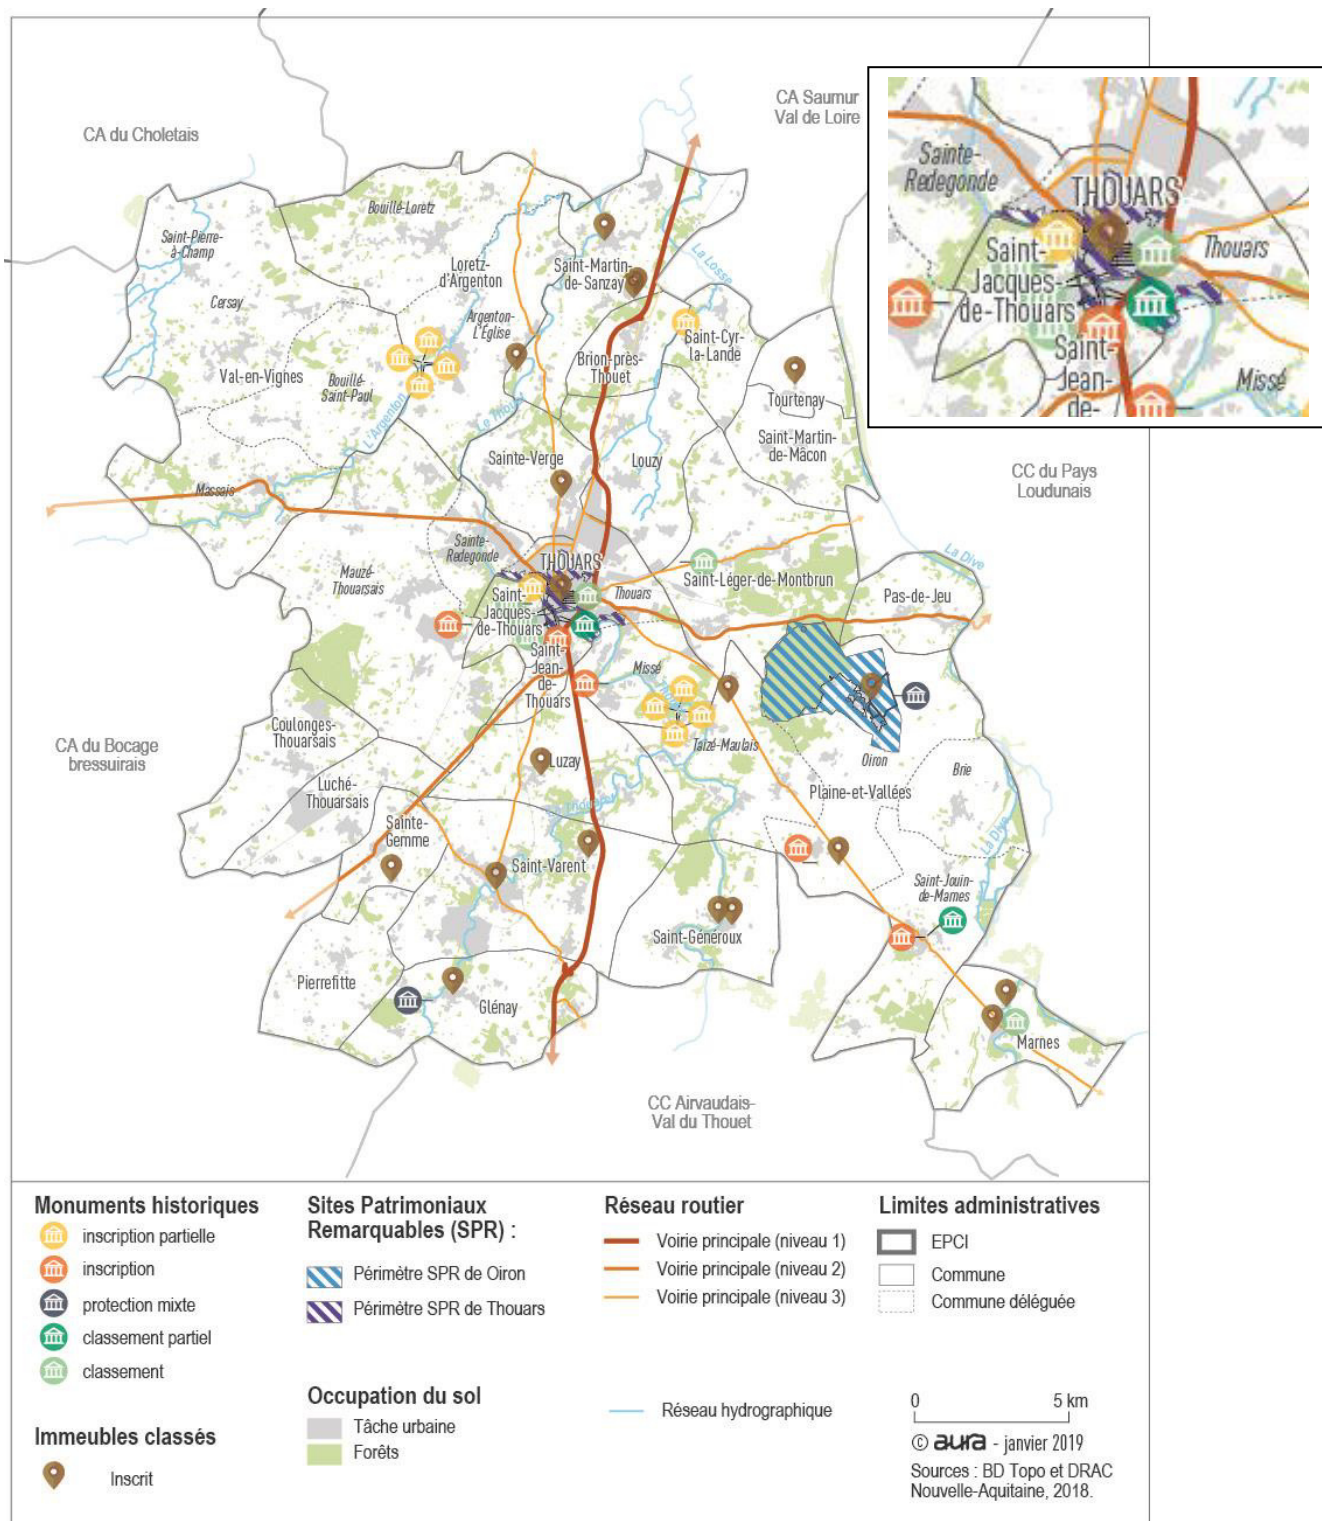 CA Saumur
Val de Loire
CA du Choletais
Sainte-
Redegonde
THOUARS
Thouars
Saint-
Jacques-
de-Thouars
Saint-
Jean-
de-
Missé
Bouillé-Loretz
Saint-Pierre-
à-Champ
Cersay
Loretz-
d'Argenton
Saint-Martin-
de-Sanzay
La Losse
Argenton-
L'Église
Saint-Cyr-
la-Lande
Brion-près-
Thouet
Val-en-Vignes
Bouillé-
Saint-Paul
Tourtenay
L'Argenton
Le Thouet
Saint-Martin-
de-Mâcon
Sainte-Verge
Louzy
CC du Pays
Loudunais
Massais
Sainte-
Redegonde
La Dive
THOUARS
Mauzé-
Thouarsais
Saint-Léger-de-Montbrun
Thouars
Pas-de-Jeu
Saint-
Jacques-
de-Thouars
Saint-
Jean-
de-
Thouars
Missé
Coulonges-
Thouarsais
Taizé-Maulais
CA du Bocage
bressuirais
Luzay
Oiron
Brie
Luché-
Thouarsais
Plaine-et-Vallées
Le Thouet
Sainte-
Gemme
La Dive
Saint-Varent
Saint-Jouin-
de-Marnes
Saint-Généroux
Pierrefitte
Glénay
Marnes
CC Airvaudais-
Val du Thouet
Monuments historiques
inscription partielle
inscription
protection mixte
classement partiel
classement
Immeubles classés
Inscrit
Sites Patrimoniaux
Remarquables (SPR) :
Périmètre SPR de Oiron
Périmètre SPR de Thouars
Occupation du sol
Tâche urbaine
Forêts
Réseau routier
Voirie principale (niveau 1)
Voirie principale (niveau 2)
Voirie principale (niveau 3)
Réseau hydrographique
Limites administratives
EPCI
Commune
Commune déléguée
0 5 km
© aura - janvier 2019
Sources : BD Topo et DRAC
Nouvelle-Aquitaine, 2018.